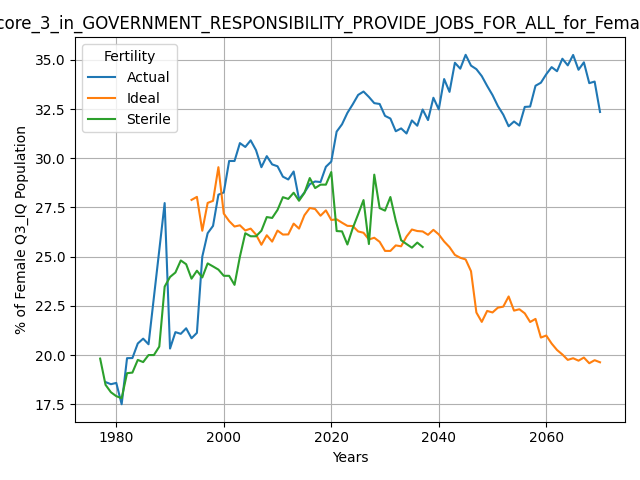 core_3_in_GOVERNMENT_RESPONSIBILITY_PROVIDE_JOBS_FOR_ALL_for_Fema
Fertility
Actual
Ideal
Sterile
% of Female Q3_IQ Population
35.0
32.5
30.0
27.5
25.0
22.5
20.0
17.5
1980
2000
2020
2040
2060
Years